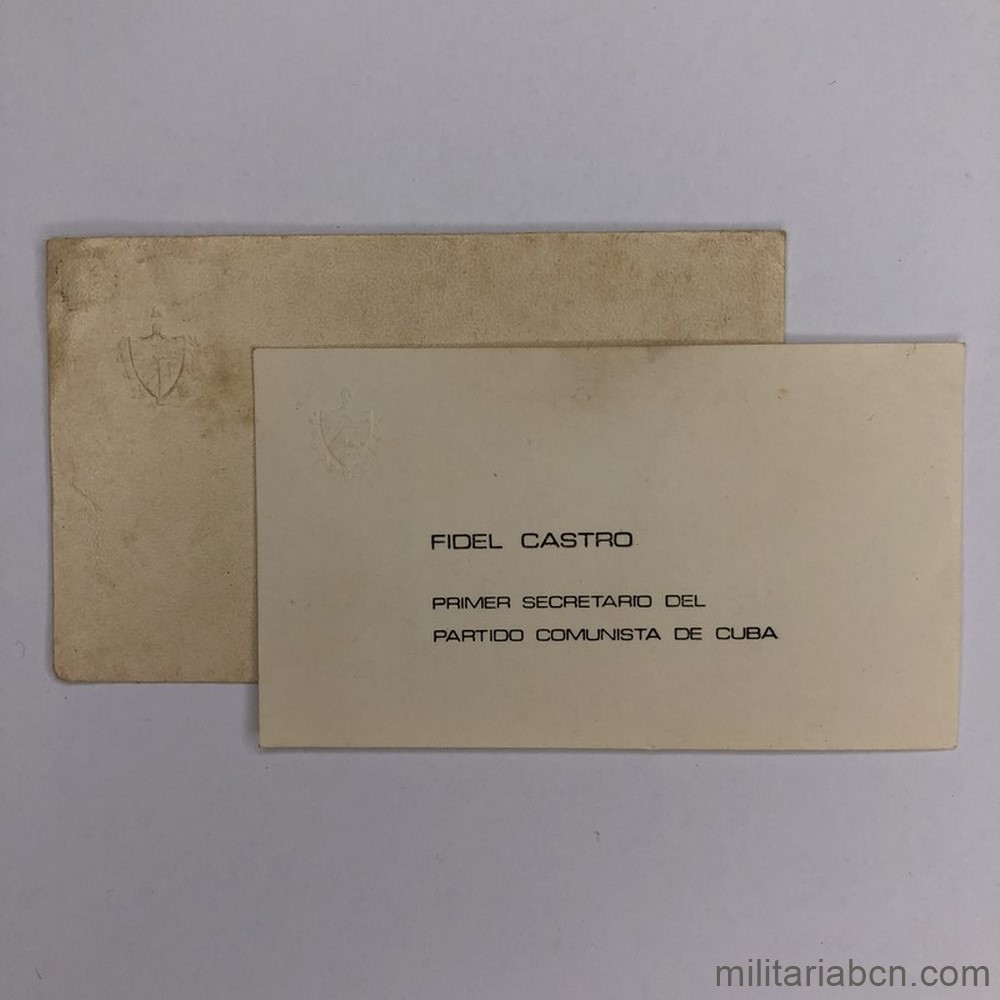 FIDEL CASTRO
PRIMER SECRETARIO DEL
PARTIDO COMUNISTA DE CUBA
militariabcn.com